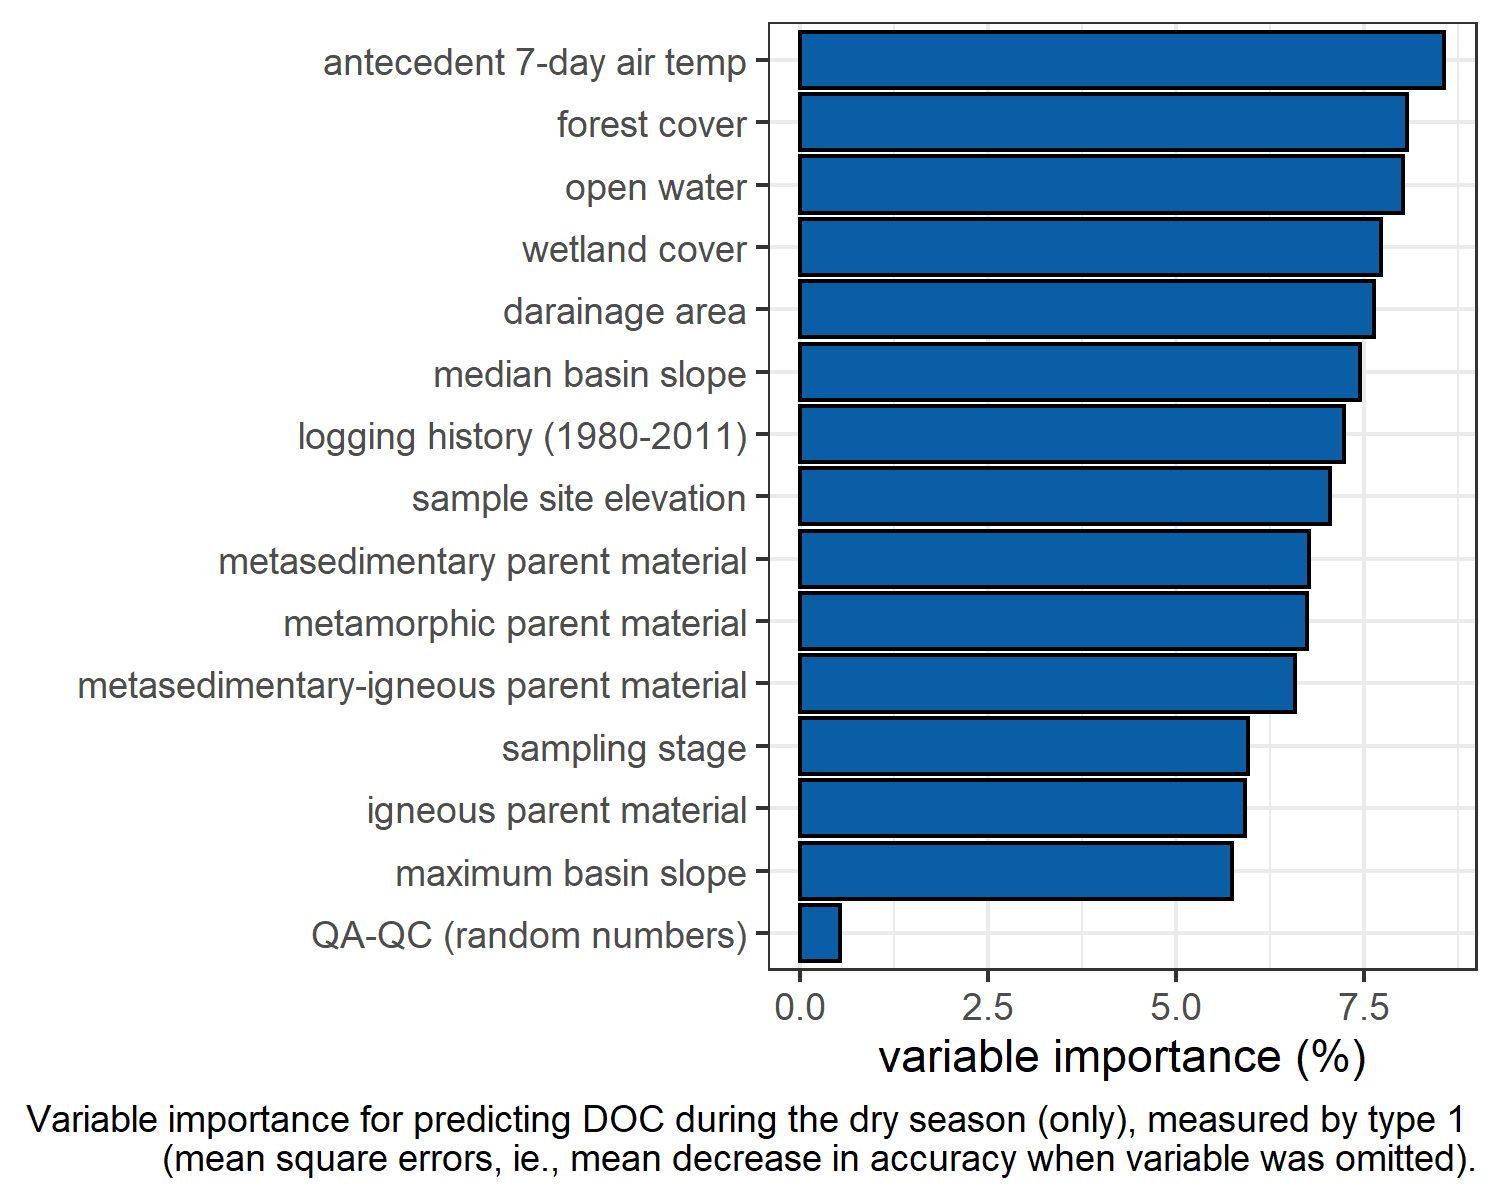 antecedent 7-day air temp
forest cover
open water
wetland cover
darainage area
median basin slope
logging history (1980-2011)
sample site elevation
metasedimentary parent material
metamorphic parent material
metasedimentary-igneous parent material
sampling stage
igneous parent material
maximum basin slope
QA-QC (random numbers)
0.0 2.5 5.0 7.5
variable importance (%)
Variable importance for predicting DOC during the dry season (only), measured by type 1
(mean square errors, ie., mean decrease in accuracy when variable was omitted).